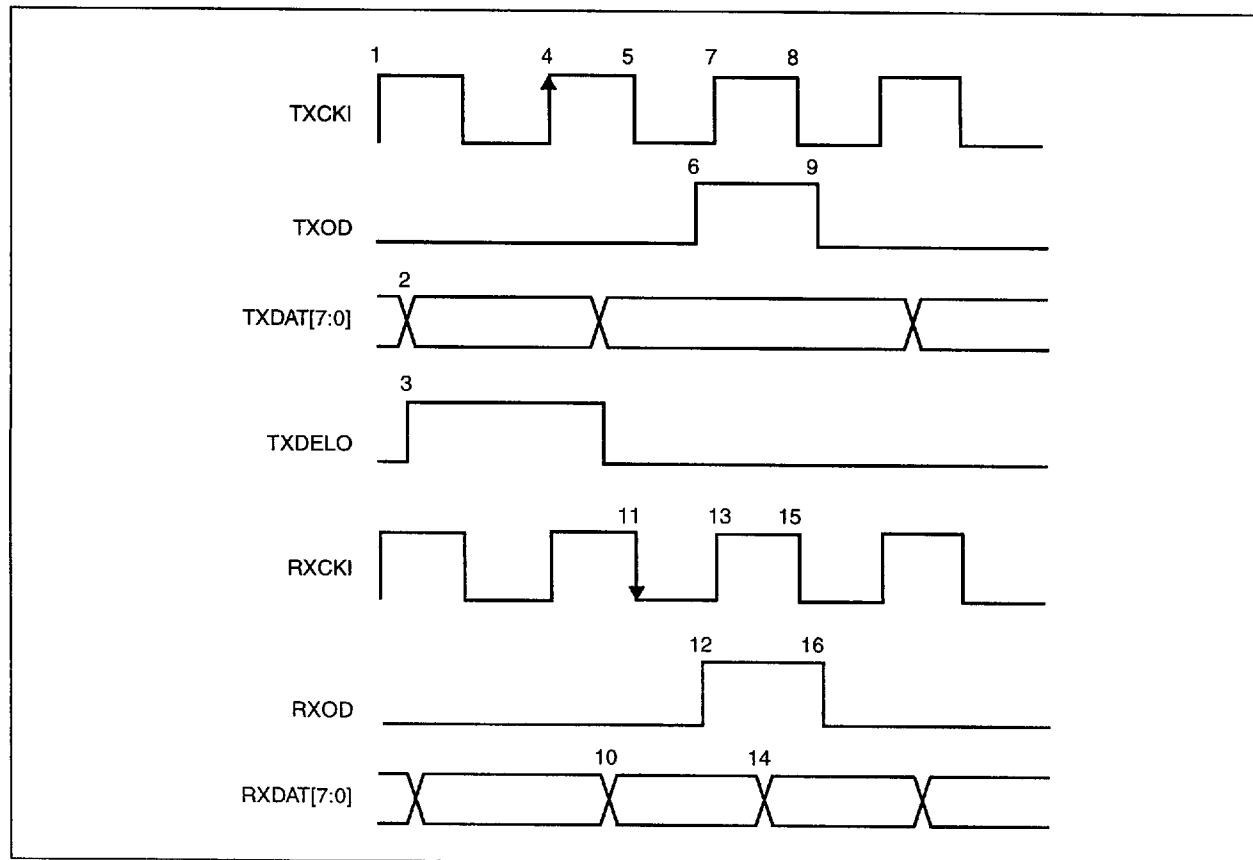 1 4 5 7 8
TXCKI
6 9
TXOD
2
TXDAT[7:0]
3
TXDELO
11 13 15
RXCKI
12 16
RXOD
10 14
RXDAT[7:0]